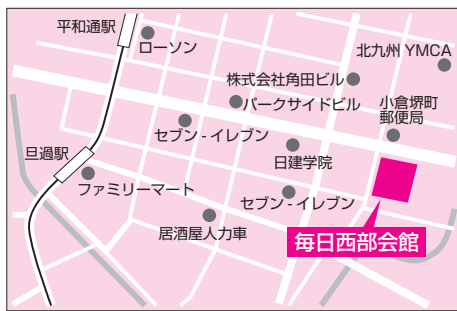 平和通駅
ローソン
北九州 YMCA
株式会社角田ビル
パークサイドビル
小倉堺町
郵便局
セブン - イレブン
日建学院
旦過駅
ファミリーマート
セブン - イレブン
居酒屋人力車
毎日西部会館